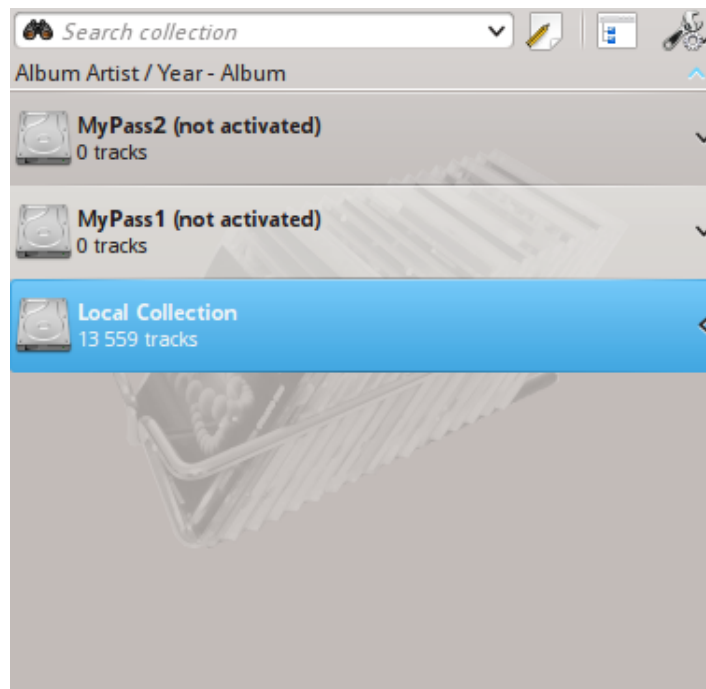 Search collection
Album Artist / Year - Album
MyPass2 (not activated)
0 tracks
MyPass1 (not activated)
0 tracks
Local Collection
13 559 tracks